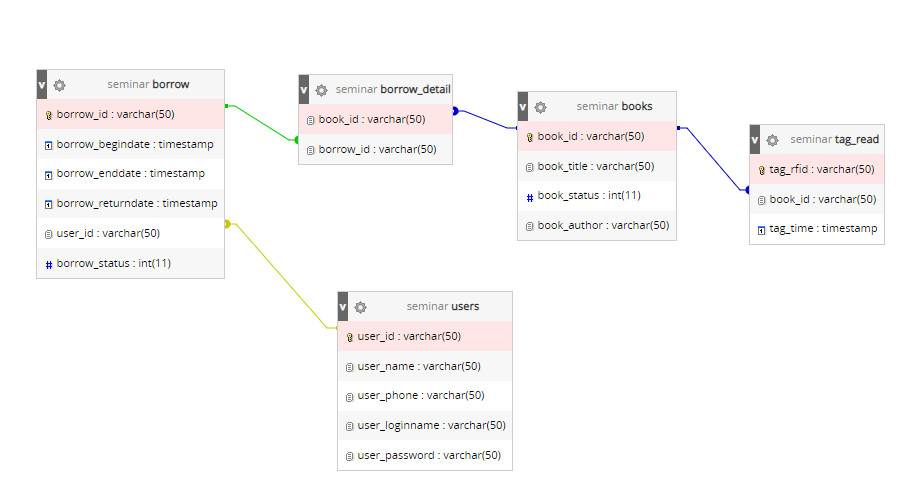 v seminar borrow
borrow_id : varchar(50)
borrow_begindate : timestamp
borrow_enddate : timestamp
borrow_returndate : timestamp
user_id : varchar(50)
# borrow_status : int(11)
v seminar borrow_detail
book_id : varchar(50)
borrow_id : varchar(50)
v seminar books
book_id : varchar(50)
book_title : varchar(50)
# book_status : int(11)
book_author : varchar(50)
v seminar tag_read
tag_rfid : varchar(50)
book_id : varchar(50)
tag_time : timestamp
v seminar users
user_id : varchar(50)
user_name : varchar(50)
user_phone : varchar(50)
user_loginname : varchar(50)
user_password : varchar(50)